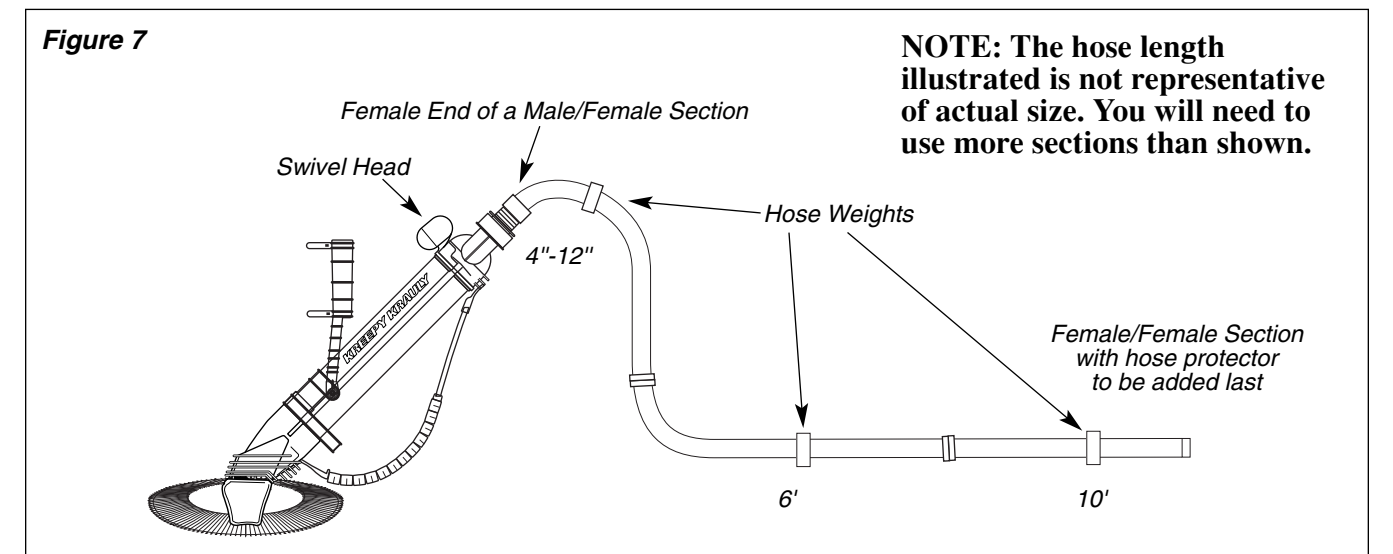 Figure 7
NOTE: The hose length
illustrated is not representative
of actual size. You will need to
use more sections than shown.
Female End of a Male/Female Section
Swivel Head
Hose Weights
4"-12"
KREEPY KRAULY
Female/Female Section
with hose protector
to be added last
6'
10'